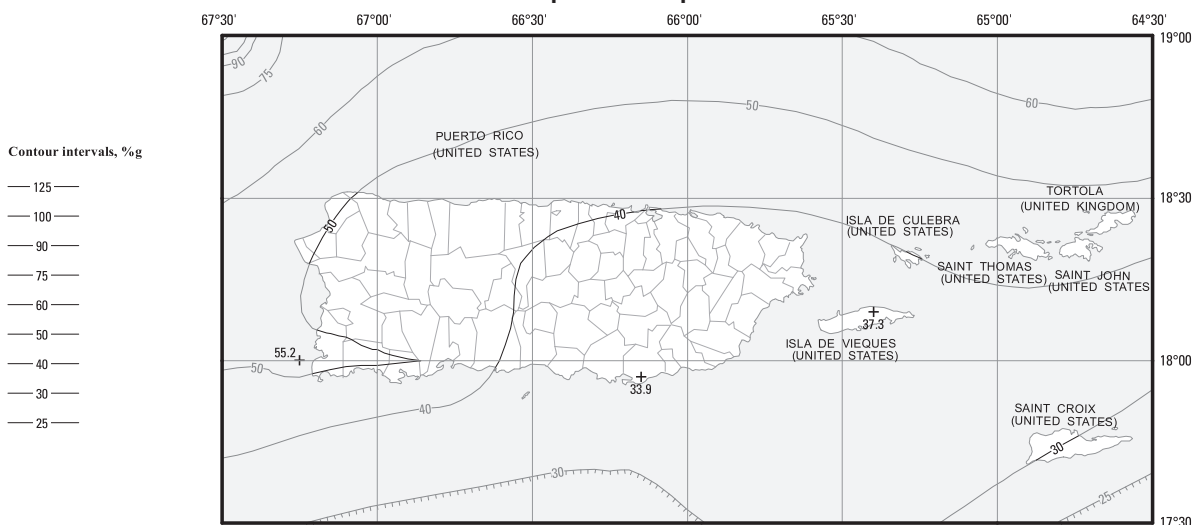 67°30'
67°00'
66°30'
66°00'
65°30'
65°00'
64°30'
19°00
90
75
60
50
60
PUERTO RICO
(UNITED STATES)
Contour intervals, %g
125
100
90
75
60
50
40
30
25
18°30
TORTOLA
(UNITED KINGDOM)
50
40
ISLA DE CULEBRA
(UNITED STATES)
SAINT THOMAS
(UNITED STATES)
SAINT JOHN
(UNITED STATES
37.3
ISLA DE VIEQUES
(UNITED STATES)
55.2
50
18°00
33.9
40
SAINT CROIX
(UNITED STATES)
30
30
25
17°30